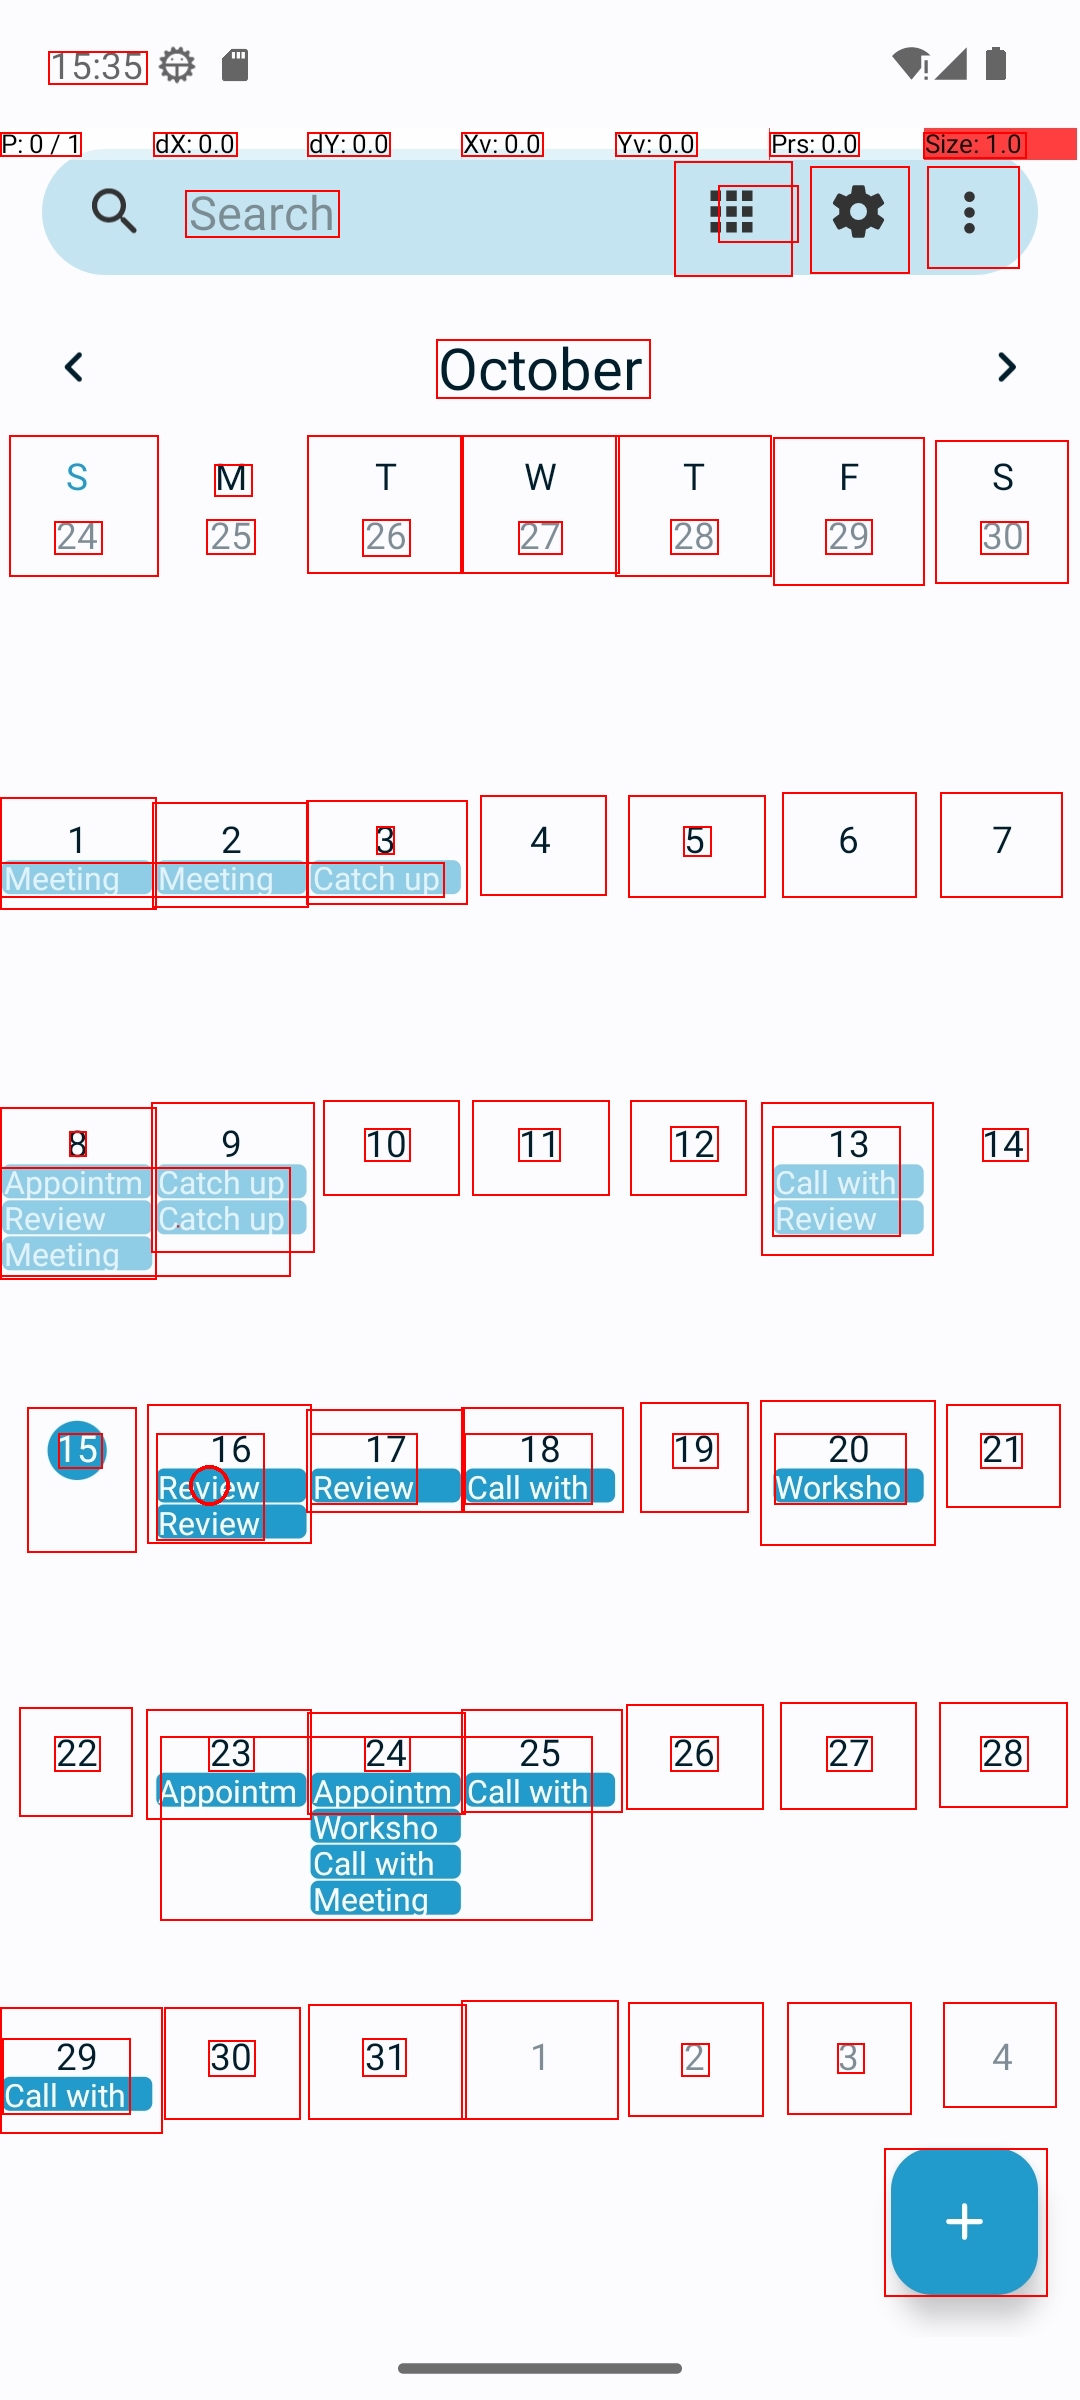 15:35
P: 0 / 1 dX: 0.0 dY: 0.0 Xv: 0.0 Yv: 0.0 Prs: 0.0 Size: 1.0
Search
October
S M T W T F S
24 25 26 27 28 29 30
1 2 3 4 5 6 7
Meeting Meeting Catch up
8 9 10 11 12 13 14
Appointm Catch up Call with
Review Catch up Review
Meeting
15 16 17 18 19 20 21
Review Review Call with Worksho
Review
22 23 24 25 26 27 28
Appointm Appointm Call with
Worksho
Call with
Meeting
29 30 31 1 2 3 4
Call with